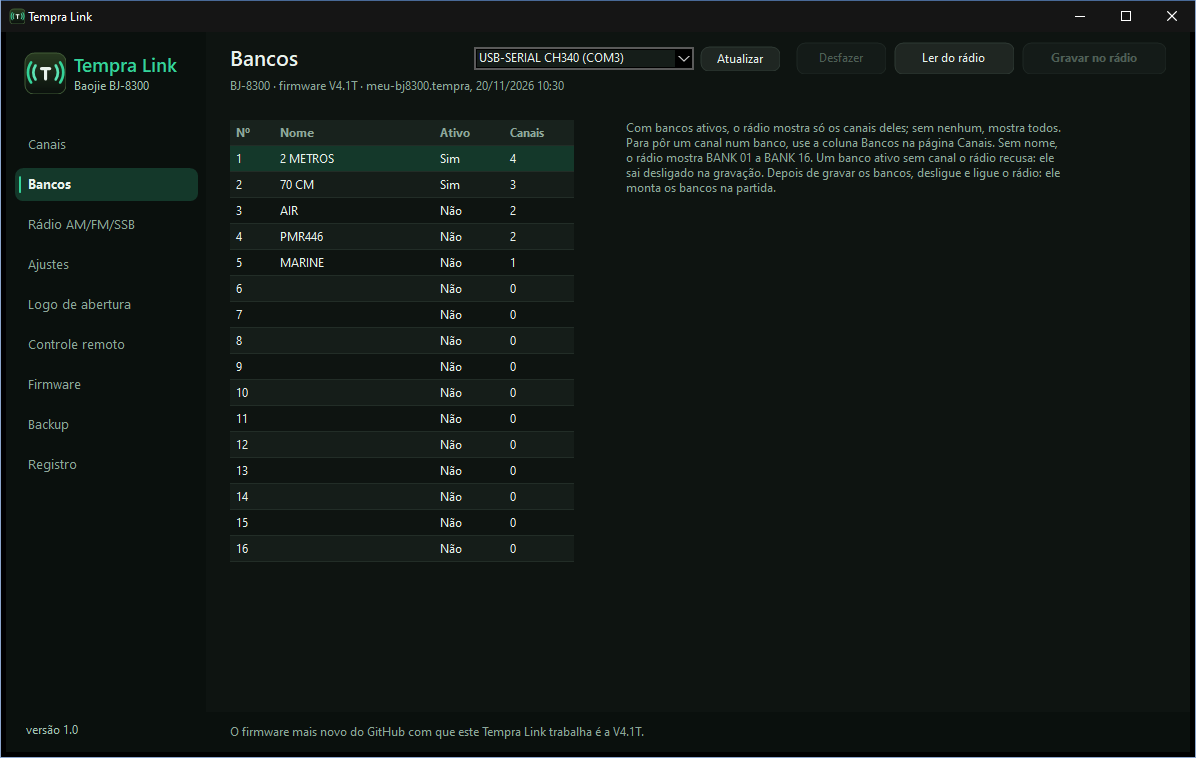 Tempra Link
Tempra Link
Baojie BJ-8300
Canais
Bancos
Rádio AM/FM/SSB
Ajustes
Logo de abertura
Controle remoto
Firmware
Backup
Registro
versão 1.0
Bancos
USB-SERIAL CH340 (COM3)
Atualizar
Desfazer
Ler do rádio
Gravar no rádio
BJ-8300 · firmware V4.1T · meu-bj8300.tempra, 20/11/2026 10:30
Nº Nome Ativo Canais
1 2 METROS Sim 4
2 70 CM Sim 3
3 AIR Não 2
4 PMR446 Não 2
5 MARINE Não 1
6 Não 0
7 Não 0
8 Não 0
9 Não 0
10 Não 0
11 Não 0
12 Não 0
13 Não 0
14 Não 0
15 Não 0
16 Não 0
Com bancos ativos, o rádio mostra só os canais deles; sem nenhum, mostra todos.
Para pôr um canal num banco, use a coluna Bancos na página Canais. Sem nome,
o rádio mostra BANK 01 a BANK 16. Um banco ativo sem canal o rádio recusa: ele
sai desligado na gravação. Depois de gravar os bancos, desligue e ligue o rádio: ele
monta os bancos na partida.
O firmware mais novo do GitHub com que este Tempra Link trabalha é a V4.1T.